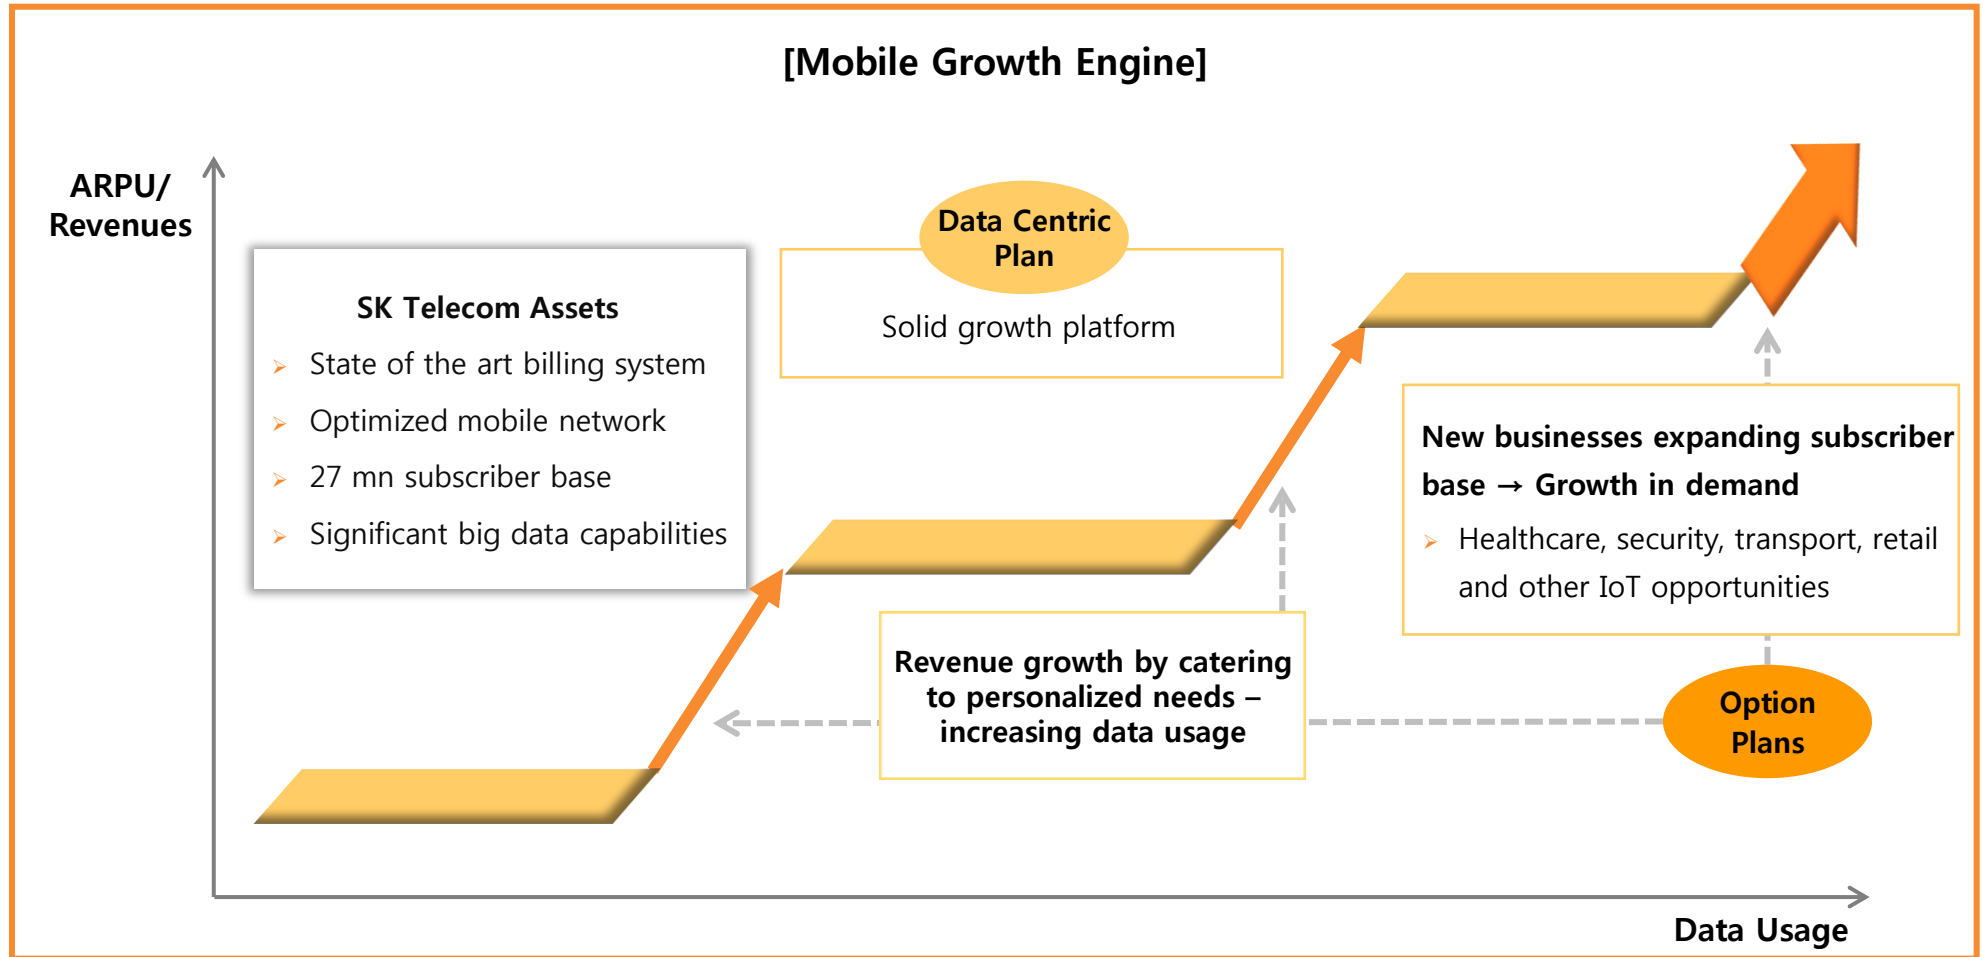 [Mobile Growth Engine]
ARPU/
Revenues
SK Telecom Assets
➢ State of the art billing system
➢ Optimized mobile network
➢ 27 mn subscriber base
➢ Significant big data capabilities
Data Centric
Plan
Solid growth platform
New businesses expanding subscriber
base → Growth in demand
➢ Healthcare, security, transport, retail
and other IoT opportunities
Revenue growth by catering
to personalized needs –
increasing data usage
Option
Plans
Data Usage